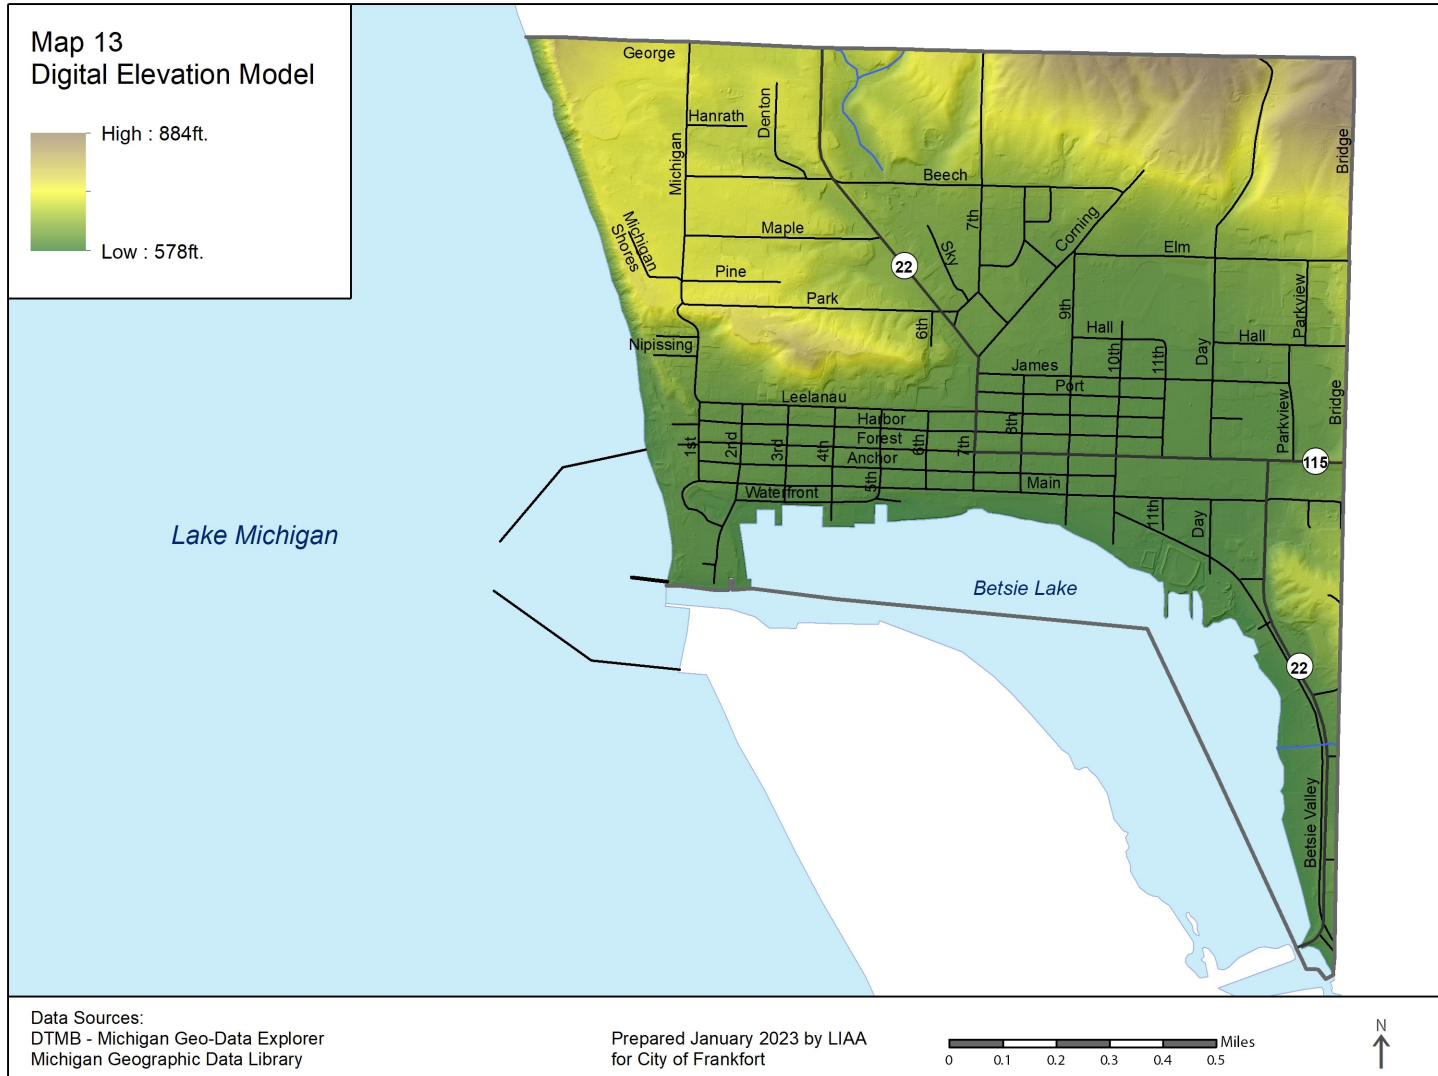 Map 13
Digital Elevation Model
High : 884ft.
Low : 578ft.
George
Hanrath
Denton
Michigan
Bridge
Beech
Maple
Michigan
Shores
7th
Sky
Corning
Elm
22
Pine
Park
6th
9th
Parkview
Nipissing
Hall
10th
11th
Day
Hall
James
Port
Leelanau
Harbor
8th
Parkview
Bridge
Forest
1st
2nd
3rd
4th
6th
7th
Anchor
115
5th
Main
Waterfront
11th
Day
Lake Michigan
Betsie Lake
22
Betsie Valley
Data Sources:
DTMB - Michigan Geo-Data Explorer
Michigan Geographic Data Library
Prepared January 2023 by LIAA
for City of Frankfort
Miles
0 0.1 0.2 0.3 0.4 0.5
N